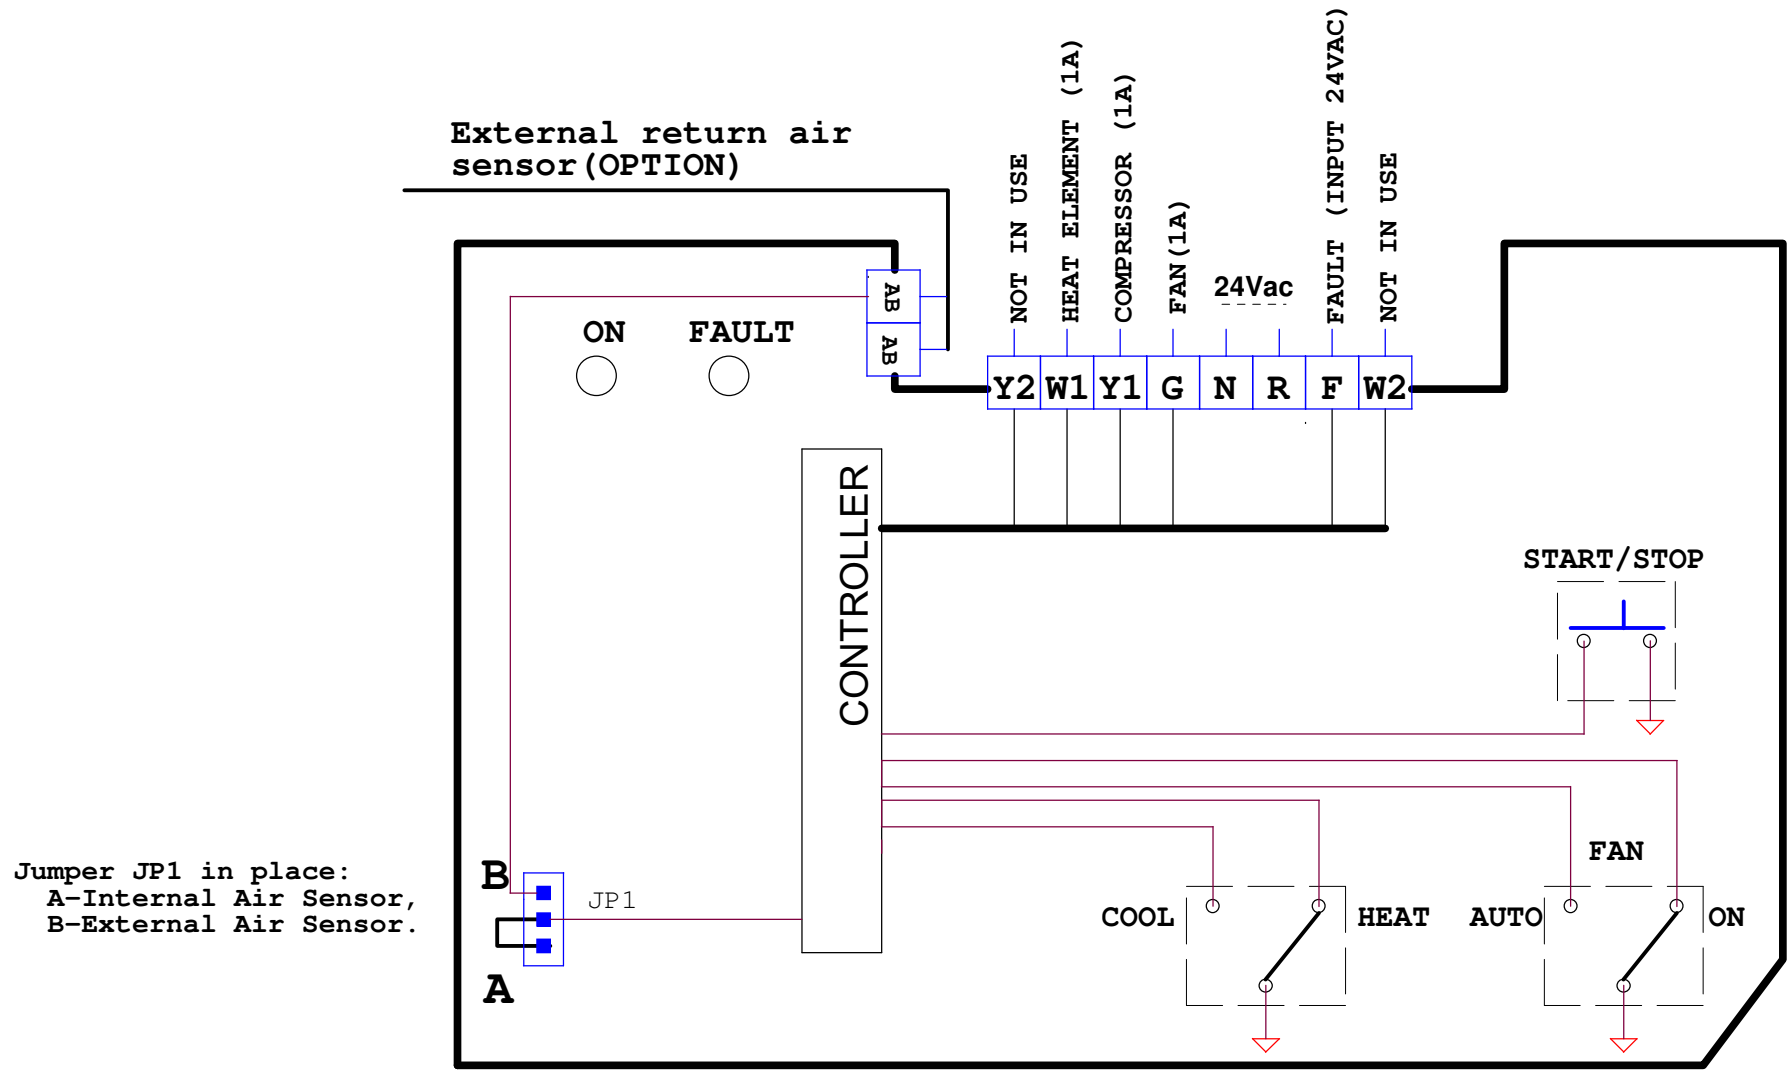 External return air
sensor(OPTION)
NOT IN USE
HEAT ELEMENT (1A)
COMPRESSOR (1A)
FAN(1A)
24Vac
FAULT (INPUT 24VAC)
NOT IN USE
AB
AB
ON
FAULT
Y2 W1 Y1 G N R F W2
CONTROLLER
START/STOP
FAN
Jumper JP1 in place:
A-Internal Air Sensor,
B-External Air Sensor.
B
JP1
A
COOL
HEAT
AUTO
ON